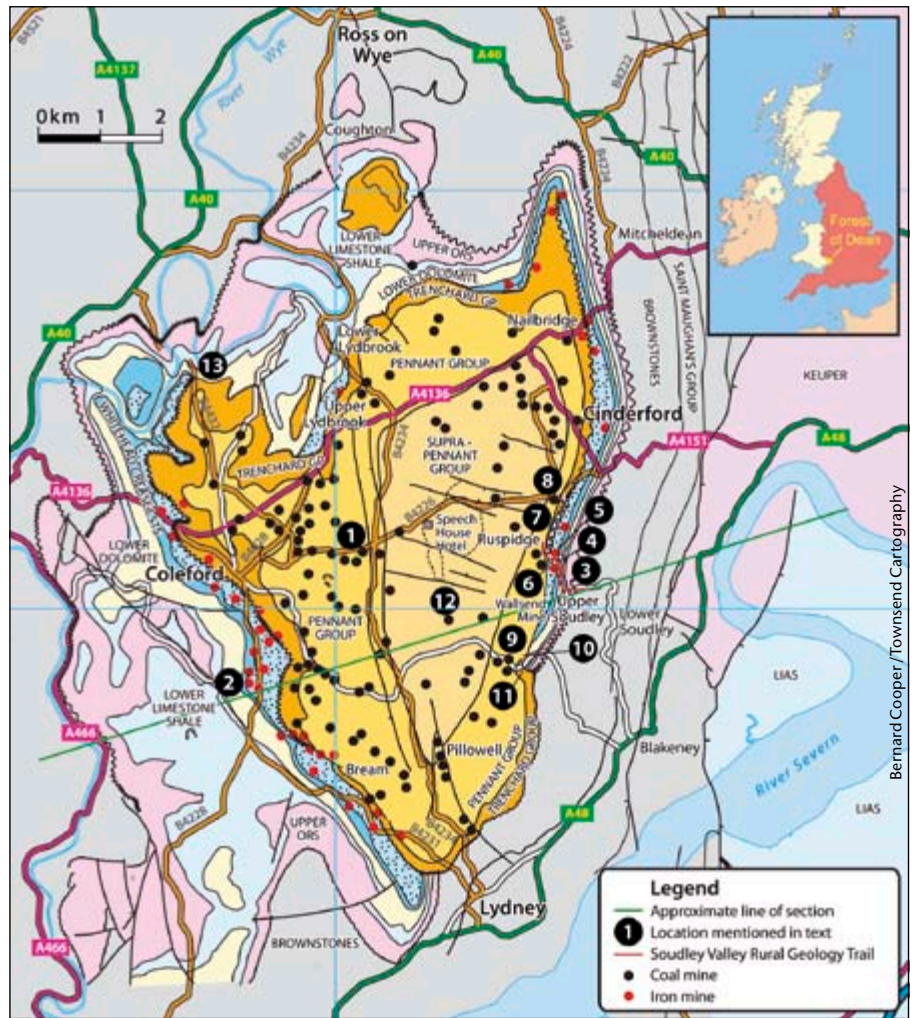 B4521
Ross on
Wye
B4224
A40
B4222
A4137
River Wye
0km 1 2
B4234
Coughton
A40
B4224
A40
Forest
of Dean
LOWER
LIMESTONE
SHALE
UPPER ORS
Mitcheldean
LOWER DOLOMITE
TRENCHARD GP
BROWNSTONES
SAINT MAUGHAN'S GROUP
A40
Lower
Lydbrook
Nailbridge
13
PENNANT GROUP
KEUPER
A4136
B4432
Upper
Lydbrook
Cinderford
B4234
A4151
A48
TRENCHARD GP
SUPRA-
PENNANT
GROUP
A4136
8
B4226
5
7
Speech
House
Hotel
1
Ruspidge
4
LOWER
DOLOMITE
B4028
3
Coleford
6
12
Wallsend
Mine
Upper
Soudley
Lower
Soudley
PENNANT
GROUP
9
10
2
LOWER
LIMESTONE
SHALE
11
LIAS
A466
Pillowell
PENNANT GROUP
TRENCHARD GROUP
Blakeney
River Severn
Bream
B4228
UPPER
ORS
B4234
B4231
A48
LIAS
Lydney
A466
BROWNSTONES
Legend
Approximate line of section
1 Location mentioned in text
Soudley Valley Rural Geology Trail
Coal mine
Iron mine
Bernard Cooper/Townsend Cartography